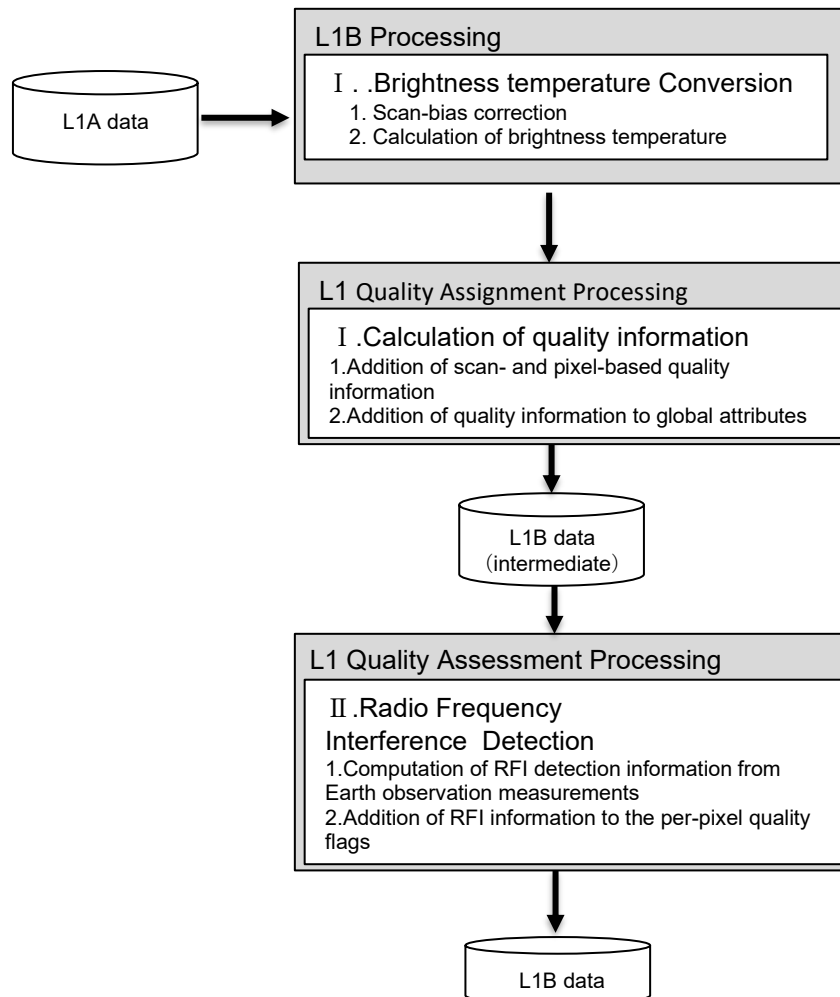 L1B Processing
Ⅰ. .Brightness temperature Conversion
1. Scan-bias correction
2. Calculation of brightness temperature
L1A data
L1 Quality Assignment Processing
Ⅰ.Calculation of quality information
1.Addition of scan- and pixel-based quality
information
2.Addition of quality information to global attributes
L1B data
（intermediate）
L1 Quality Assessment Processing
Ⅱ.Radio Frequency
Interference Detection
1.Computation of RFI detection information from
Earth observation measurements
2.Addition of RFI information to the per-pixel quality
flags
L1B data